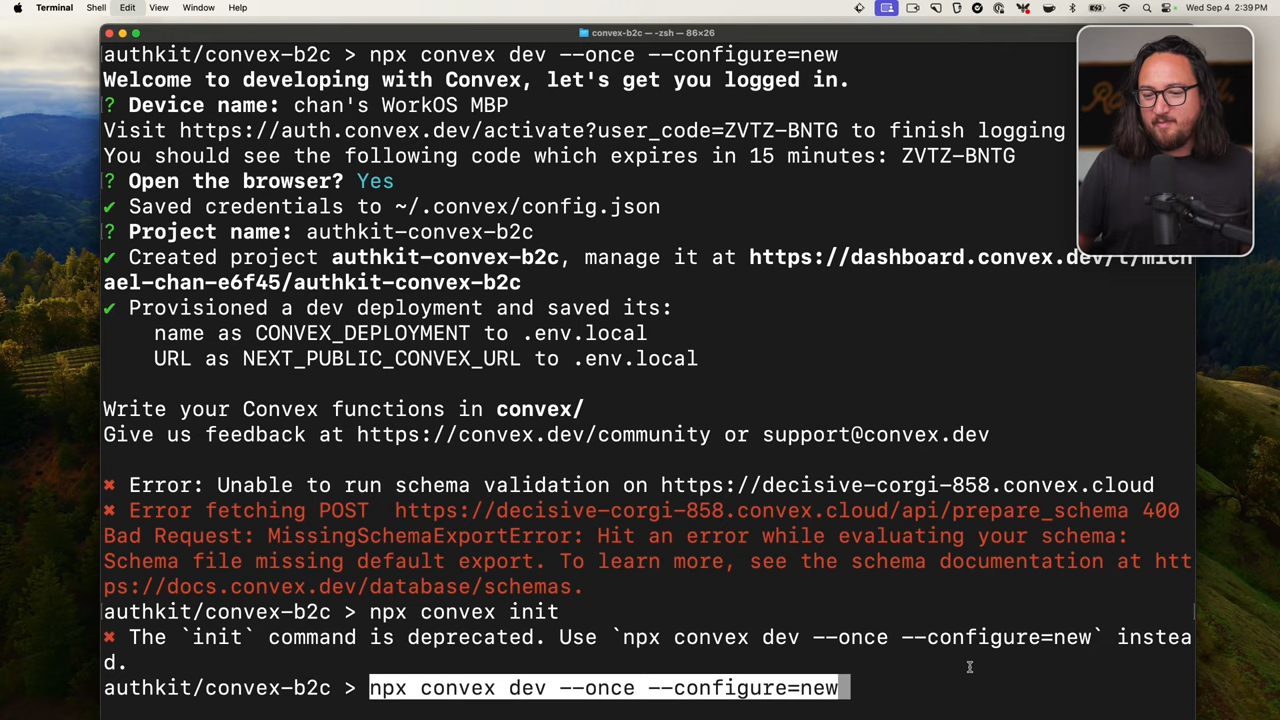 Terminal Shell Edit View Window Help Wed Sep 4 2:39 PM
convex-b2c — -zsh — 86×26
authkit/convex-b2c > npx convex dev --once --configure=new
Welcome to developing with Convex, let's get you logged in.
? Device name: chan's WorkOS MBP
Visit https://auth.convex.dev/activate?user_code=ZVTZ-BNTG to finish logging
You should see the following code which expires in 15 minutes: ZVTZ-BNTG
? Open the browser? Yes
✔ Saved credentials to ~/.convex/config.json
? Project name: authkit-convex-b2c
✔ Created project authkit-convex-b2c, manage it at https://dashboard.convex.dev/t/mich
ael-chan-e6f45/authkit-convex-b2c
✔ Provisioned a dev deployment and saved its:
name as CONVEX_DEPLOYMENT to .env.local
URL as NEXT_PUBLIC_CONVEX_URL to .env.local
Write your Convex functions in convex/
Give us feedback at https://convex.dev/community or support@convex.dev
✖ Error: Unable to run schema validation on https://decisive-corgi-858.convex.cloud
✖ Error fetching POST  https://decisive-corgi-858.convex.cloud/api/prepare_schema 400
Bad Request: MissingSchemaExportError: Hit an error while evaluating your schema:
Schema file missing default export. To learn more, see the schema documentation at htt
ps://docs.convex.dev/database/schemas.
authkit/convex-b2c > npx convex init
✖ The `init` command is deprecated. Use `npx convex dev --once --configure=new` instea
d.
authkit/convex-b2c > npx convex dev --once --configure=new